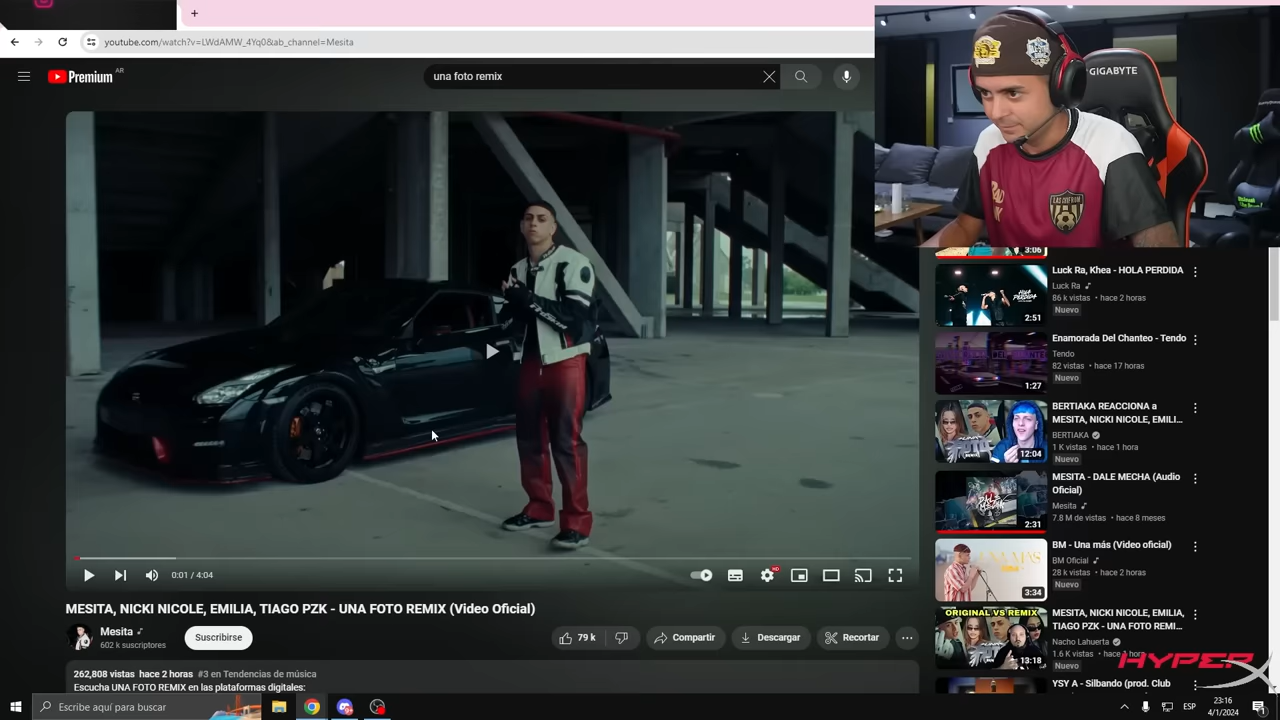 youtube.com/watch?v=LWdAMW_4Yq0&ab_channel=Mesita
Premium AR
una foto remix
GIGABYTE
3:06
Luck Ra, Khea - HOLA PERDIDA
Luck Ra
86 k vistas • hace 2 horas
Nuevo
2:51
Enamorada Del Chanteo - Tendo
Tendo
82 vistas • hace 17 horas
Nuevo
1:27
BERTIAKA REACCIONA a
MESITA, NICKI NICOLE, EMILI...
BERTIAKA
1 K vistas • hace 1 hora
Nuevo
12:04
MESITA - DALE MECHA (Audio
Oficial)
Mesita
7.8 M de vistas • hace 8 meses
2:31
BM - Una más (Video oficial)
BM Oficial
28 k vistas • hace 2 horas
Nuevo
3:34
MESITA, NICKI NICOLE, EMILIA,
TIAGO PZK - UNA FOTO REMI...
Nacho Lahuerta
1.6 K vistas • hace 1 hora
Nuevo
ORIGINAL VS REMIX
13:18
YSY A - Silbando (prod. Club
HYPERX
0:01 / 4:04
HD
MESITA, NICKI NICOLE, EMILIA, TIAGO PZK - UNA FOTO REMIX (Video Oficial)
Mesita
602 k suscriptores
Suscribirse
79 k
Compartir
Descargar
Recortar
262,808 vistas hace 2 horas #3 en Tendencias de música
Escucha UNA FOTO REMIX en las plataformas digitales:
Escribe aquí para buscar
ESP
23:16
4/1/2024